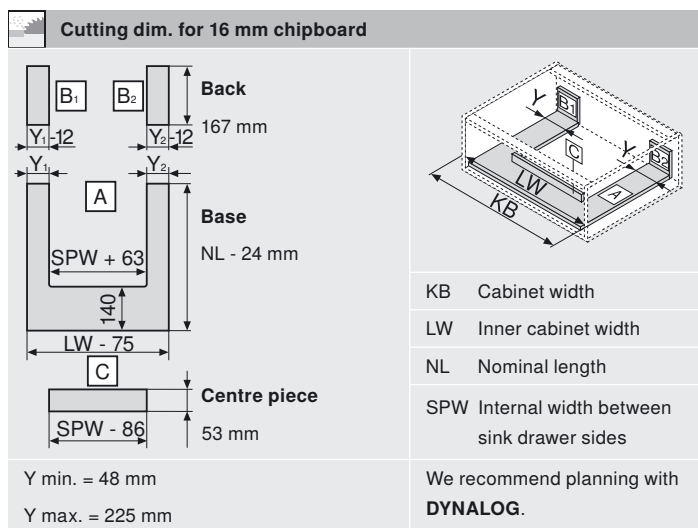 Cutting dim. for 16 mm chipboard
B1 B2 Back
167 mm
Y1-12 Y2-12
Y1 Y2
A
Base
NL - 24 mm
SPW + 63
140
LW - 75
C
Centre piece
53 mm
SPW - 86
Y min. = 48 mm
Y max. = 225 mm
B1
Y
C
B2
Y
LW
A
KB
KB Cabinet width
LW Inner cabinet width
NL Nominal length
SPW Internal width between
sink drawer sides
We recommend planning with
DYNALOG.